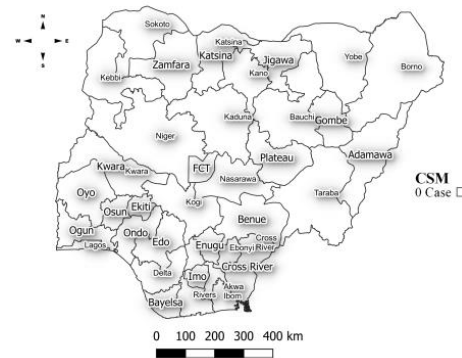 N
W E
S
Sokoto
Katsina
Zamfara
Katsina
Jigawa
Yobe
Borno
Kebbi
Kano
Kaduna
Bauchi
Gombe
Niger
Plateau
Adamawa
FCT
Kwara
Kwara
Nasarawa
CSM
Oyo
Taraba
0 Case
Kogi
Ekiti
Osun
Benue
Ogun
Ondo
Edo
Lagos
Enugu
Cross
Ebonyi River
Delta
Cross River
Imo
Akwa
Bayelsa
Rivers
Ibom
0 100 200 300 400 km